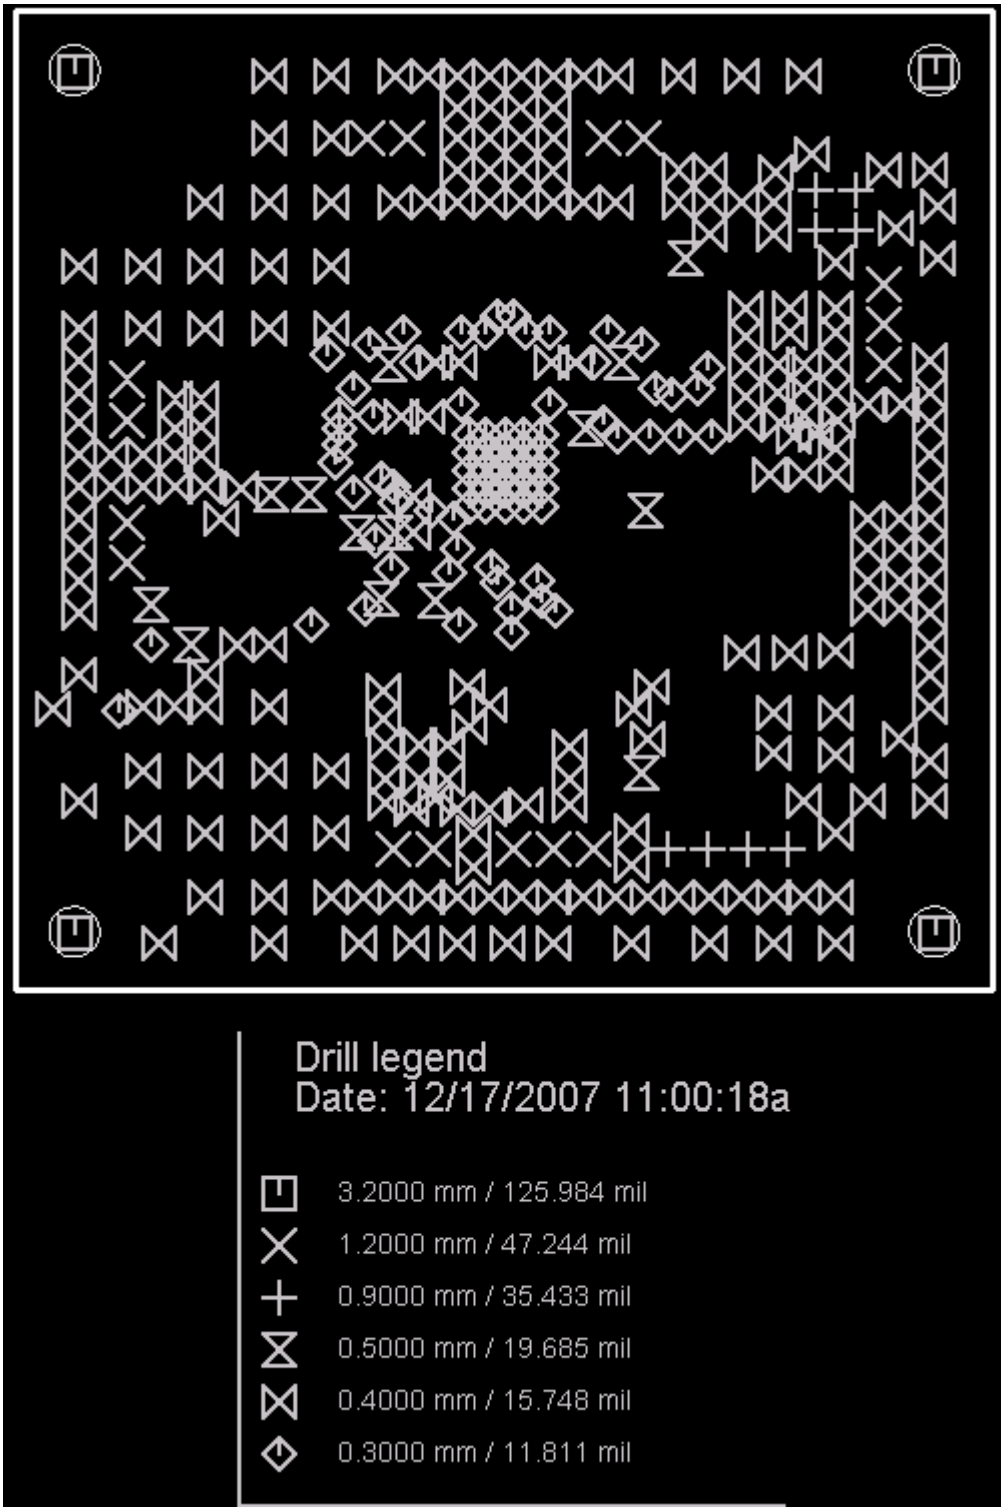 Drill legend
Date: 12/17/2007 11:00:18a
3.2000 mm / 125.984 mil
1.2000 mm / 47.244 mil
0.9000 mm / 35.433 mil
0.5000 mm / 19.685 mil
0.4000 mm / 15.748 mil
0.3000 mm / 11.811 mil